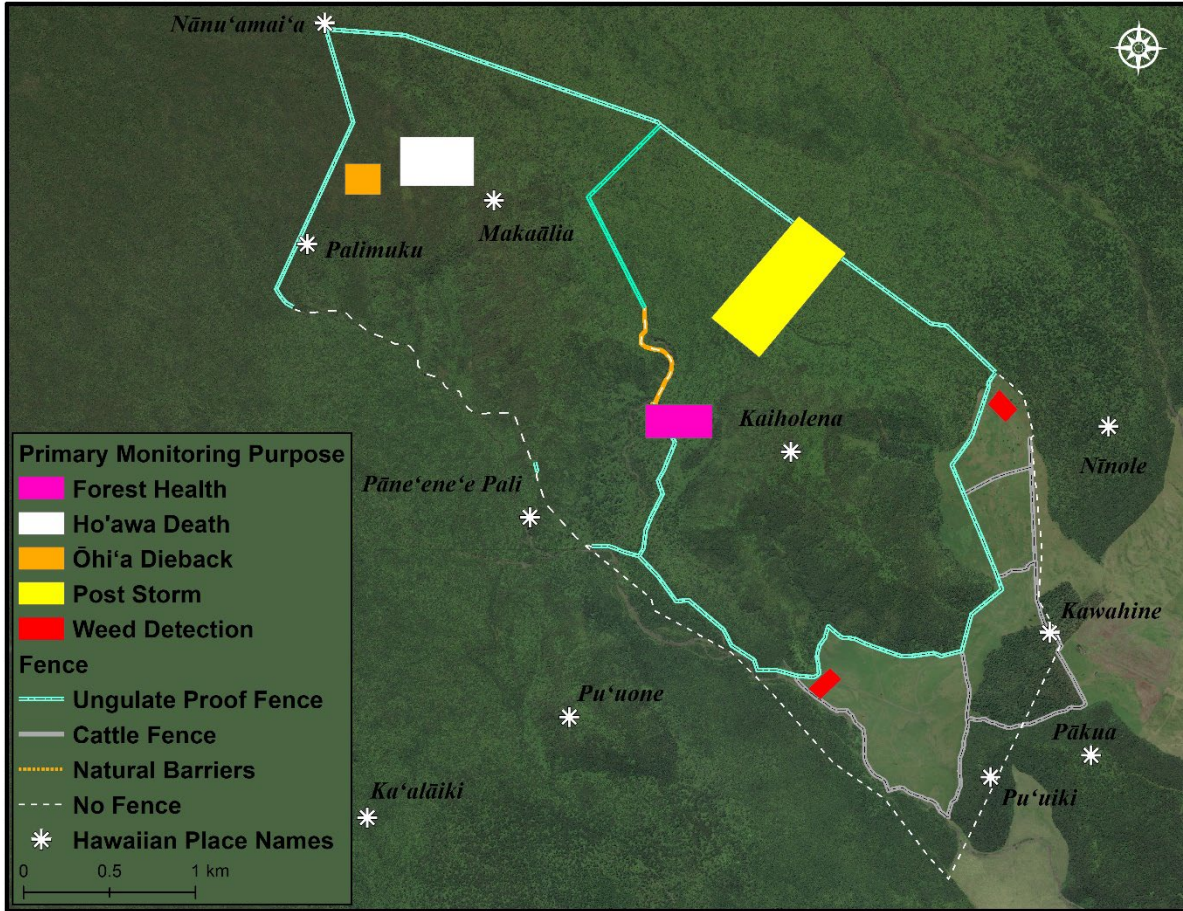 Nānu‘amai‘a
Makaālia
Palimuku
Kaiholena
Nīnole
Pāne‘ene‘e Pali
Kawahine
Pu‘uone
Pākua
Pu‘uiki
Ka‘alāiki
Primary Monitoring Purpose
Forest Health
Ho'awa Death
Ōhi‘a Dieback
Post Storm
Weed Detection
Fence
Ungulate Proof Fence
Cattle Fence
Natural Barriers
No Fence
Hawaiian Place Names
0 0.5 1 km